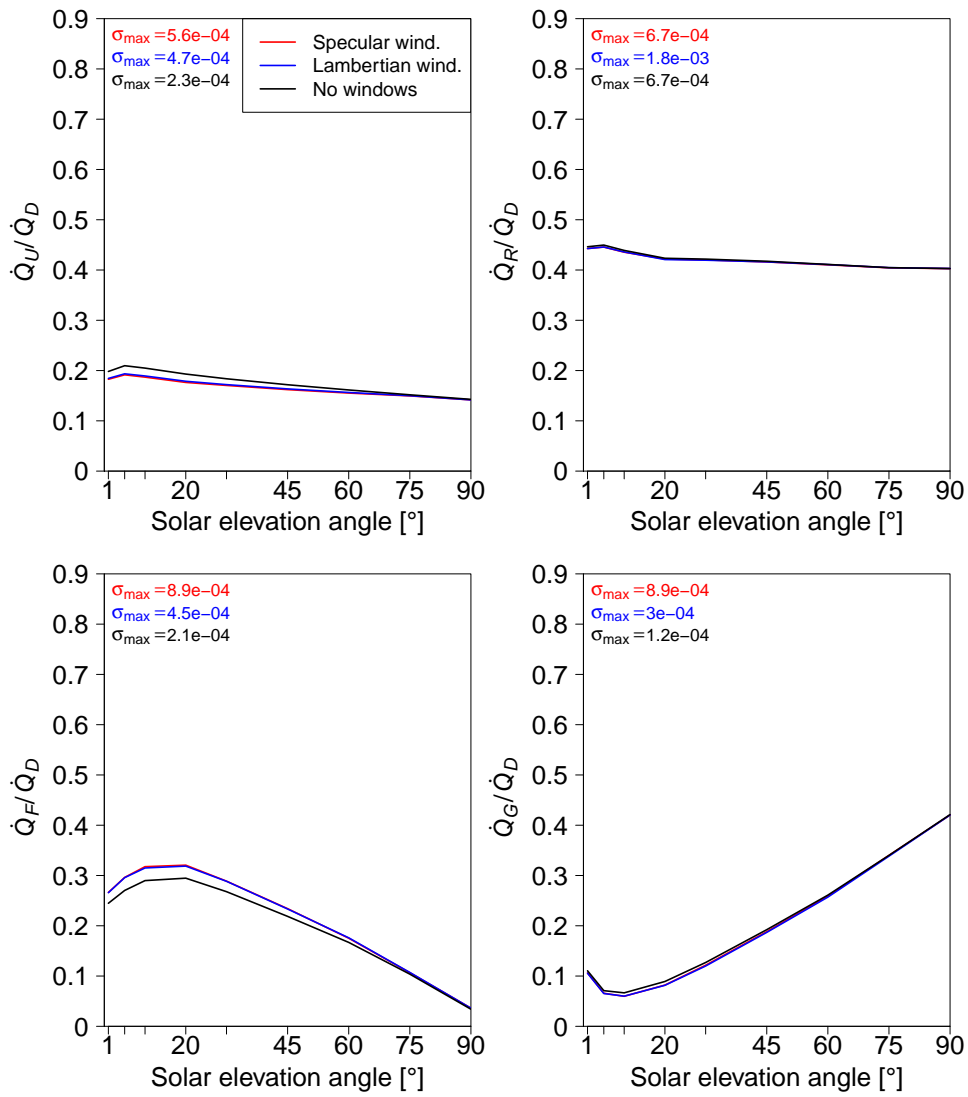 σmax = 5.6e−04
σmax = 4.7e−04
σmax = 2.3e−04
Specular wind.
Lambertian wind.
No windows
0.9
0.8
0.7
0.6
0.5
0.4
0.3
0.2
0.1
0
Q̇U/Q̇D
1 20 45 60 75 90
Solar elevation angle [°]
σmax = 6.7e−04
σmax = 1.8e−03
σmax = 6.7e−04
0.9
0.8
0.7
0.6
0.5
0.4
0.3
0.2
0.1
0
Q̇R/Q̇D
1 20 45 60 75 90
Solar elevation angle [°]
σmax = 8.9e−04
σmax = 4.5e−04
σmax = 2.1e−04
0.9
0.8
0.7
0.6
0.5
0.4
0.3
0.2
0.1
0
Q̇F/Q̇D
1 20 45 60 75 90
Solar elevation angle [°]
σmax = 8.9e−04
σmax = 3e−04
σmax = 1.2e−04
0.9
0.8
0.7
0.6
0.5
0.4
0.3
0.2
0.1
0
Q̇G/Q̇D
1 20 45 60 75 90
Solar elevation angle [°]